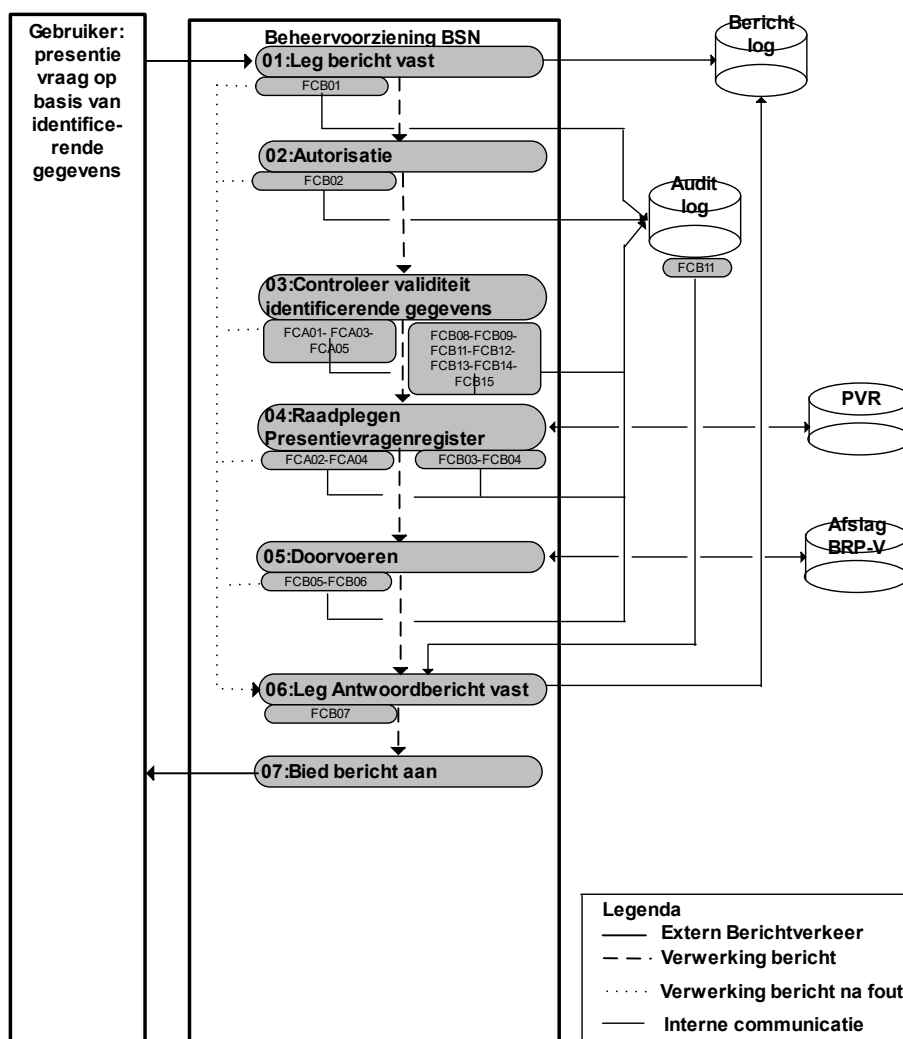 Gebruiker:
presentie
vraag op
basis van
identifice-
rende
gegevens
Beheervoorziening BSN
01:Leg bericht vast
FCB01
02:Autorisatie
FCB02
03:Controleer validiteit
identificerende gegevens
FCA01- FCA03-
FCA05
FCB08-FCB09-
FCB11-FCB12-
FCB13-FCB14-
FCB15
04:Raadplegen
Presentievragenregister
FCA02-FCA04
FCB03-FCB04
05:Doorvoeren
FCB05-FCB06
06:Leg Antwoordbericht vast
FCB07
07:Bied bericht aan
Bericht
log
Audit
log
FCB11
PVR
Afslag
BRP-V
Legenda
Extern Berichtverkeer
Verwerking bericht
Verwerking bericht na fout
Interne communicatie